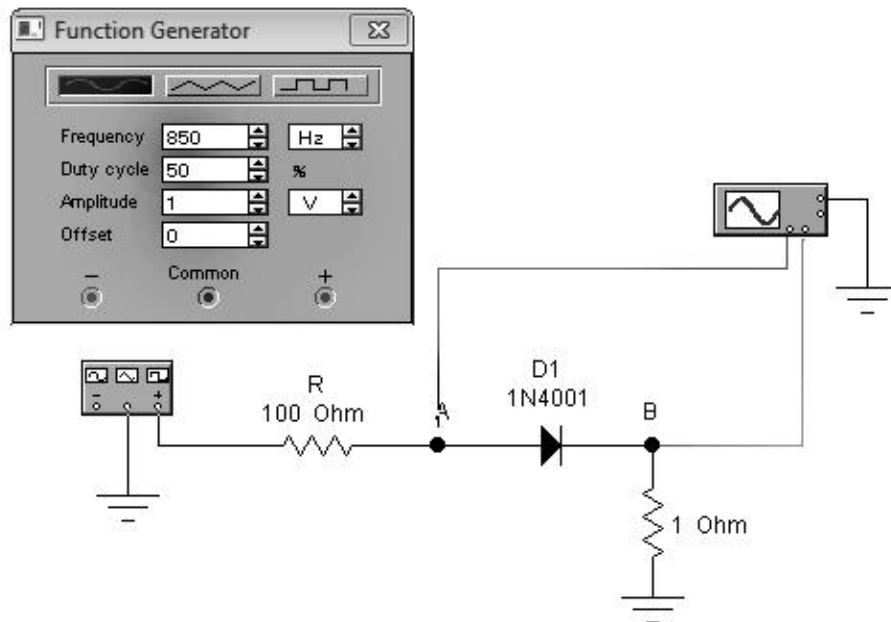 Function Generator
Frequency 850 Hz
Duty cycle 50 %
Amplitude 1 V
Offset 0
− Common +
− +
R
100 Ohm
A
D1
1N4001
B
1 Ohm